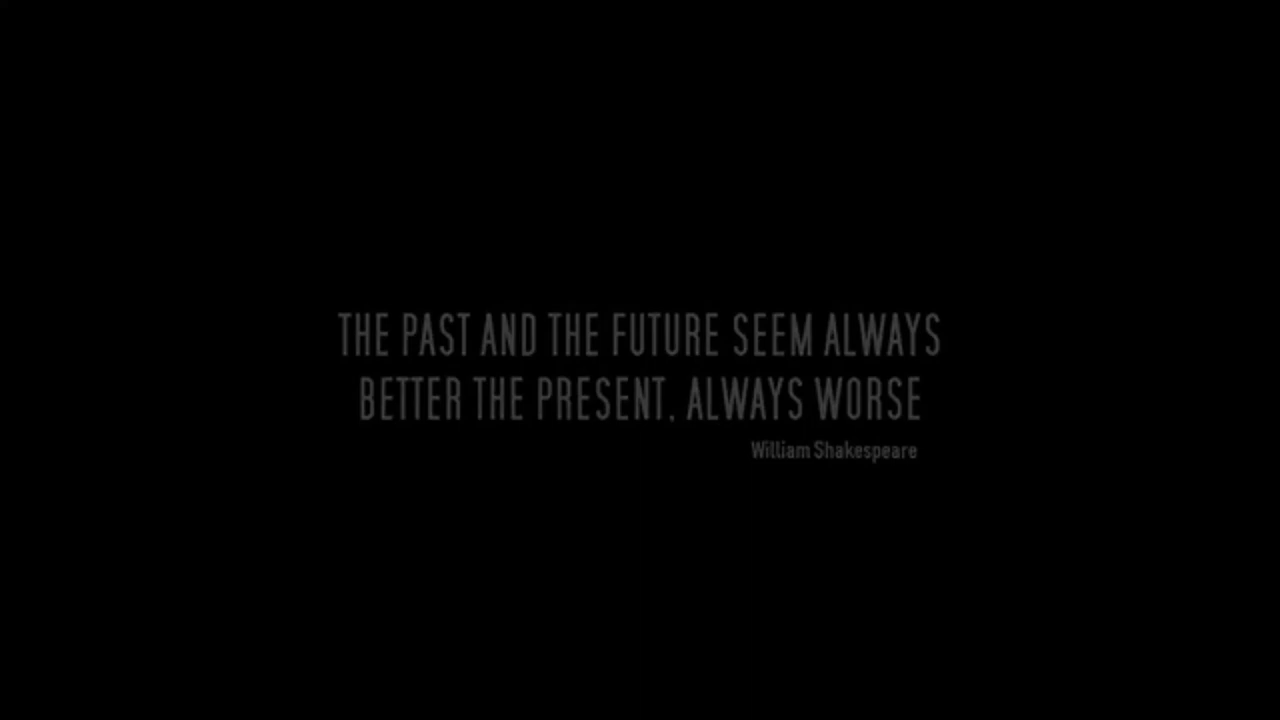 THE PAST AND THE FUTURE SEEM ALWAYS
BETTER THE PRESENT, ALWAYS WORSE
William Shakespeare